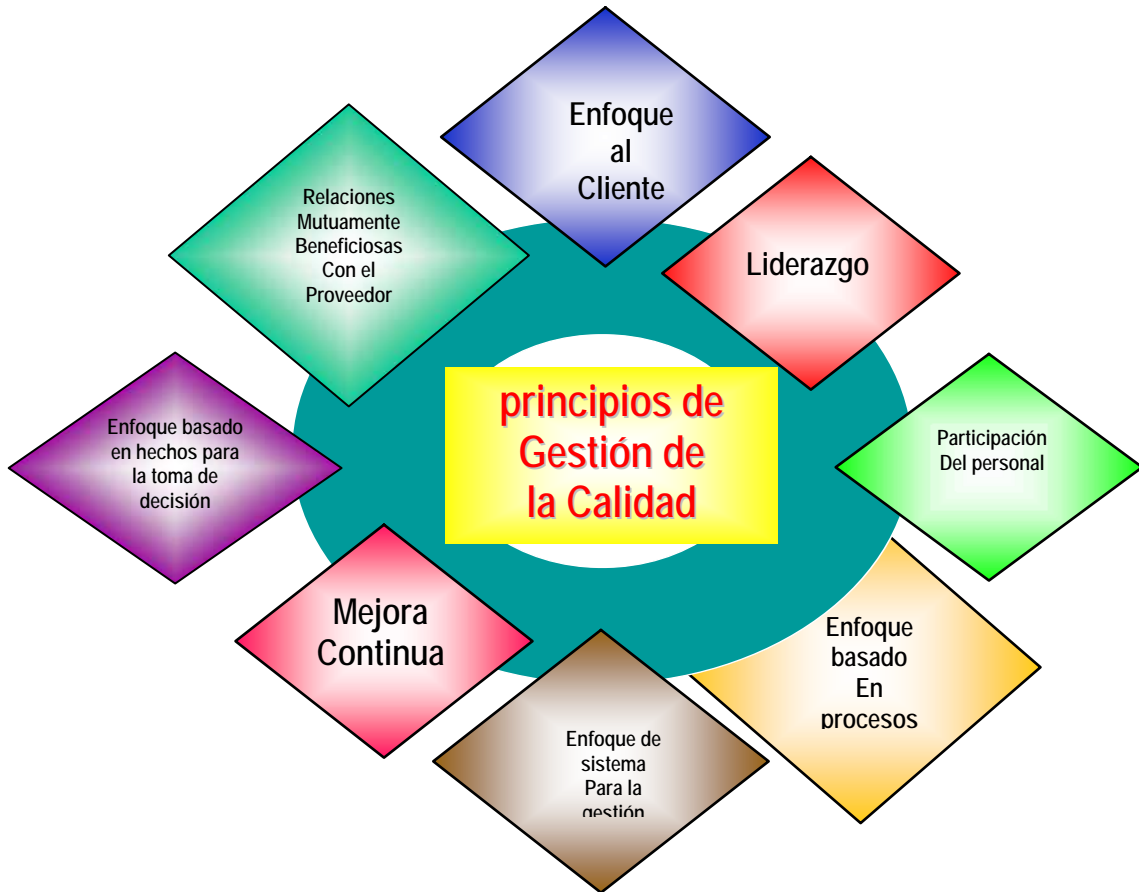 Enfoque
al
Cliente
Liderazgo
Participación
Del personal
Enfoque
basado
En
procesos
Enfoque de
sistema
Para la
gestión
Mejora
Continua
Enfoque basado
en hechos para
la toma de
decisión
Relaciones
Mutuamente
Beneficiosas
Con el
Proveedor
principios de
Gestión de
la Calidad